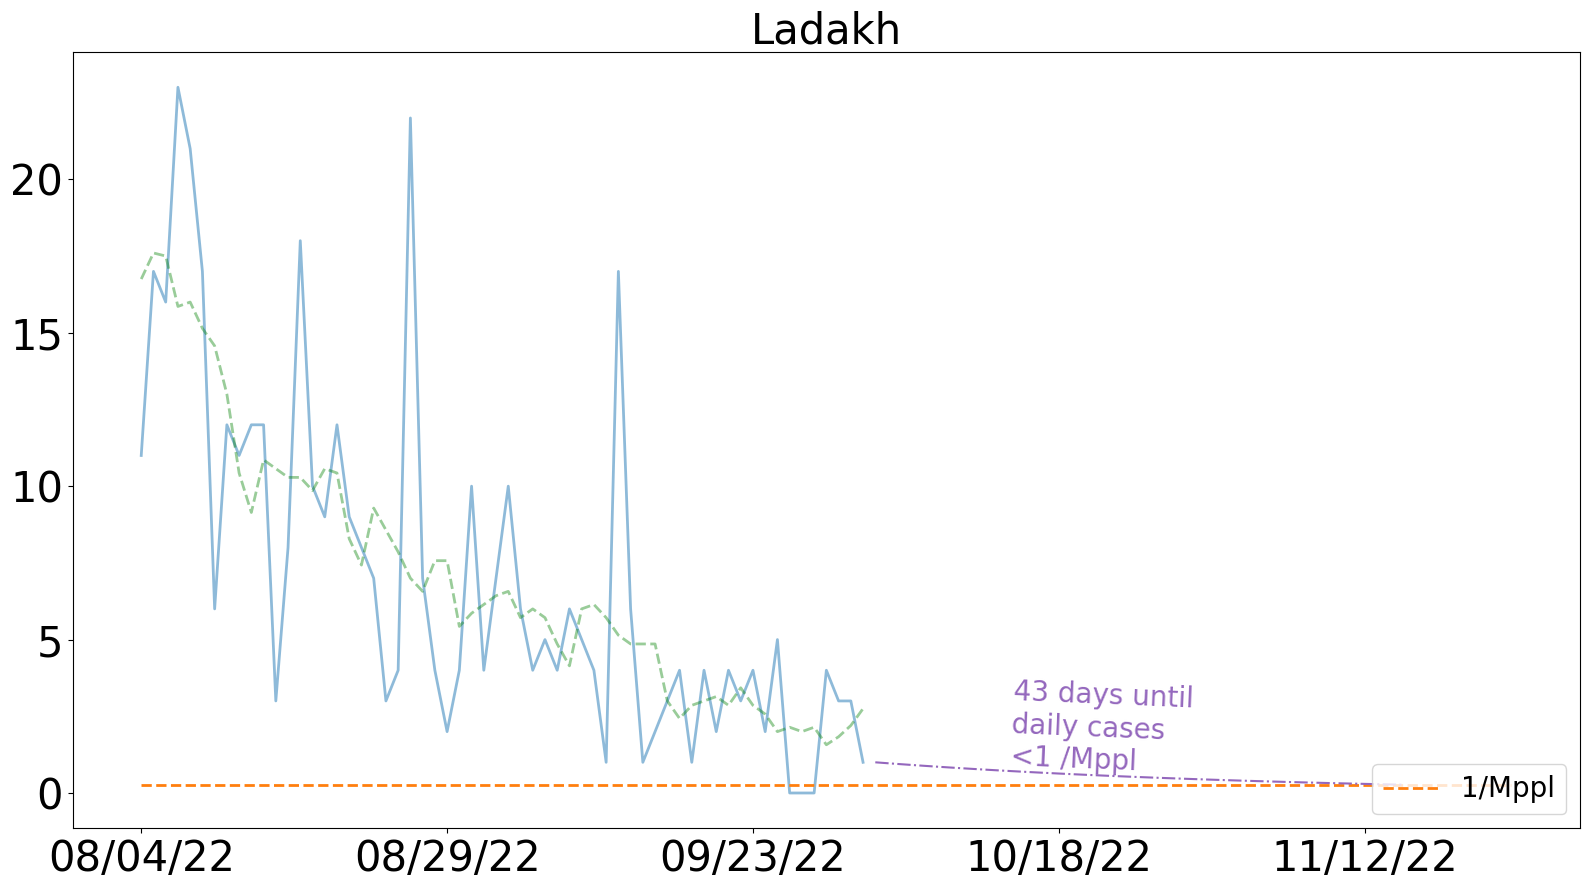 Ladakh
20
15
10
5
0
43 days until
daily cases
<1 /Mppl
1/Mppl
08/04/22
08/29/22
09/23/22
10/18/22
11/12/22